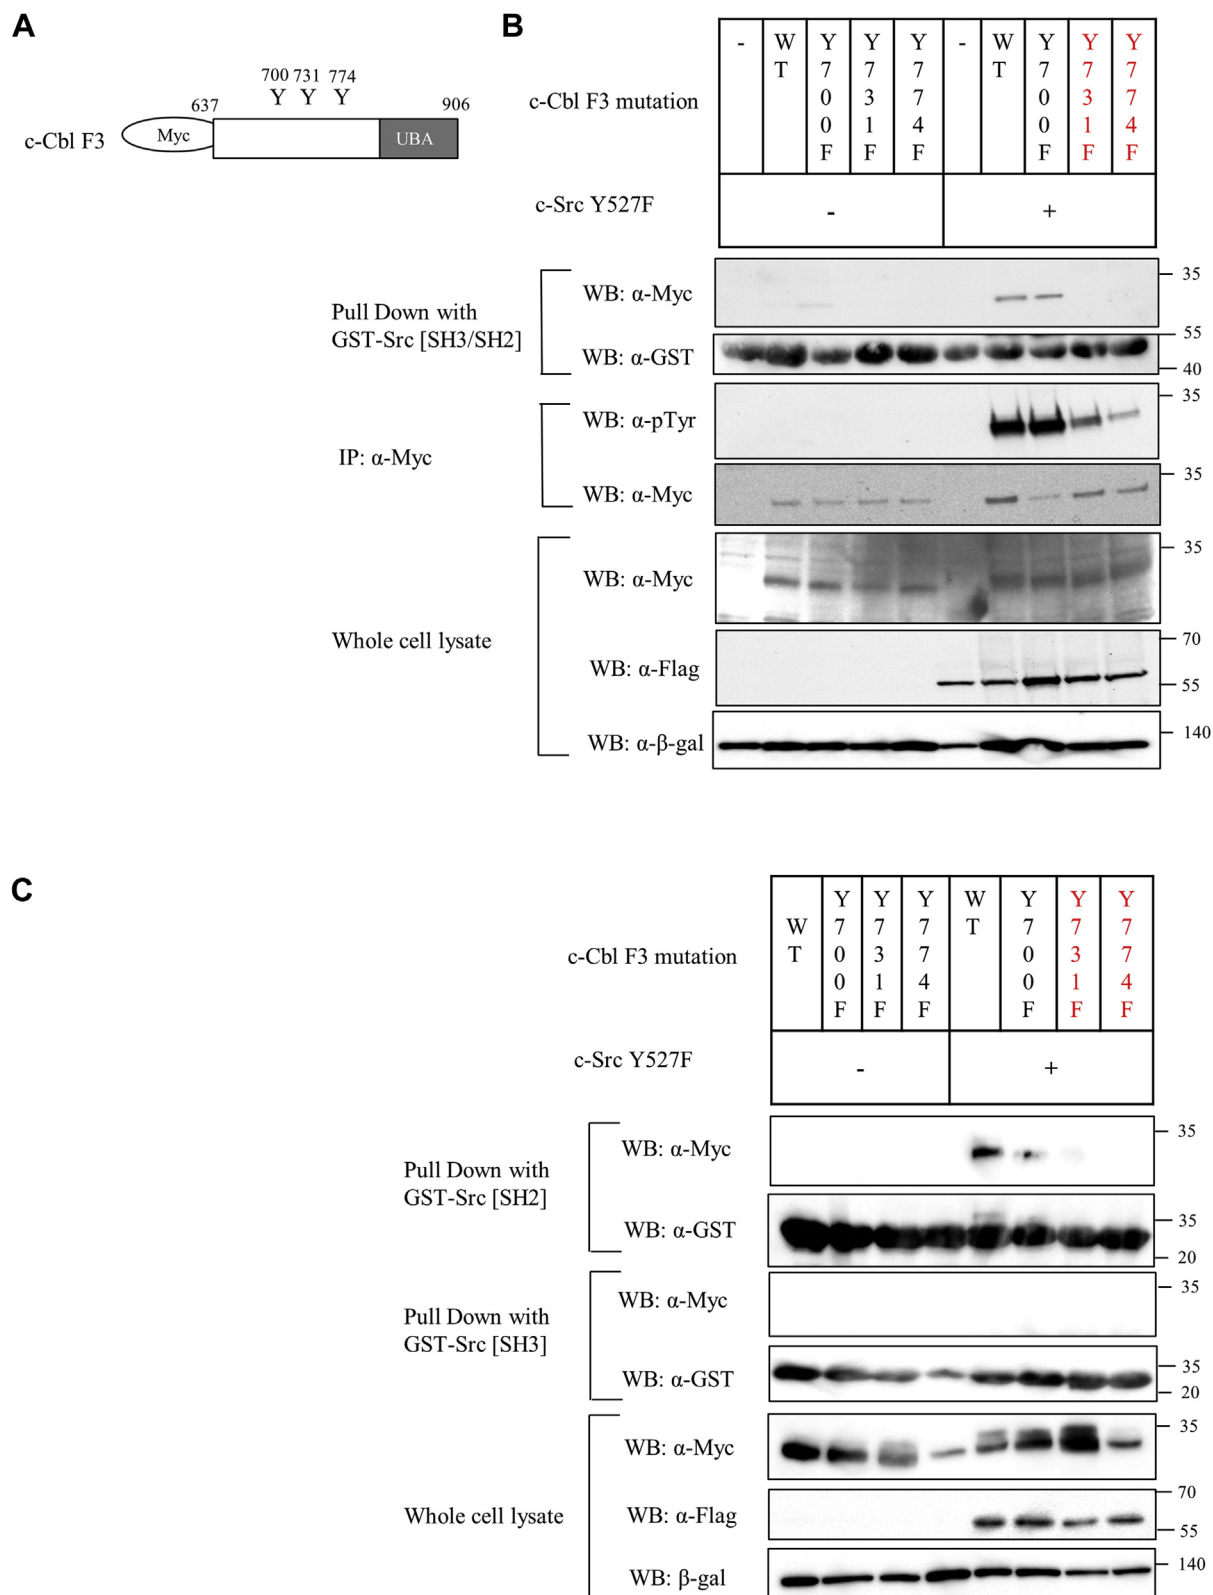 A
700 731 774
Y Y Y
637
906
c-Cbl F3
Myc
UBA
B
c-Cbl F3 mutation
-
WT
Y700F
Y731F
Y774F
-
WT
Y700F
Y731F
Y774F
c-Src Y527F
-
+
Pull Down with
GST-Src [SH3/SH2]
WB: α-Myc
35
WB: α-GST
55
40
IP: α-Myc
WB: α-pTyr
35
WB: α-Myc
35
Whole cell lysate
WB: α-Myc
35
WB: α-Flag
70
55
WB: α-β-gal
140
C
c-Cbl F3 mutation
WT
Y700F
Y731F
Y774F
WT
Y700F
Y731F
Y774F
c-Src Y527F
-
+
Pull Down with
GST-Src [SH2]
WB: α-Myc
35
WB: α-GST
35
20
Pull Down with
GST-Src [SH3]
WB: α-Myc
35
WB: α-GST
35
20
Whole cell lysate
WB: α-Myc
35
WB: α-Flag
70
55
WB: β-gal
140